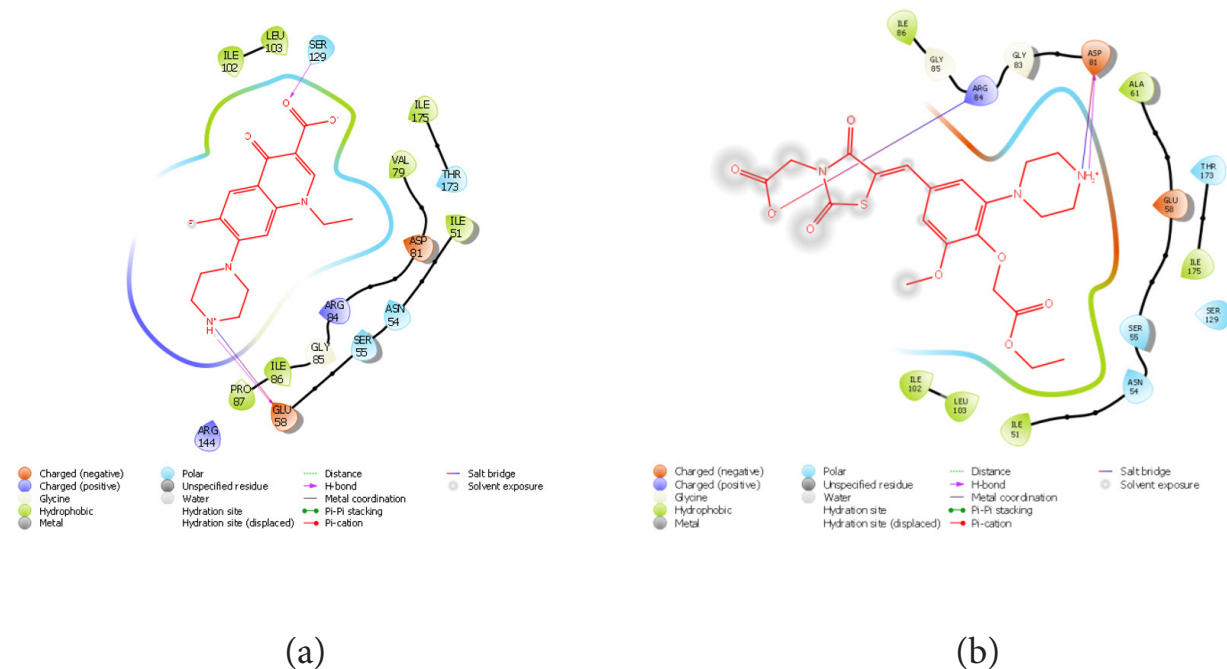 ILE
102
LEU
103
SER
129
ILE
175
VAL
79
THR
173
ILE
51
ASP
81
ARG
84
ASN
54
SER
55
GLY
85
ILE
86
PRO
87
GLU
58
ARG
144
O
O-
O
N
F
N
N+
H
Charged (negative)
Charged (positive)
Glycine
Hydrophobic
Metal
Polar
Unspecified residue
Water
Hydration site
Hydration site (displaced)
Distance
H-bond
Metal coordination
Pi-Pi stacking
Pi-cation
Salt bridge
Solvent exposure
(a)
ILE
86
GLY
85
ARG
84
GLY
83
ASP
81
ALA
61
THR
173
GLU
58
ILE
175
SER
129
SER
55
ASN
54
ILE
51
ILE
102
LEU
103
O
O
O-
N
O
S
N
NH2+
O
O
O
O
Charged (negative)
Charged (positive)
Glycine
Hydrophobic
Metal
Polar
Unspecified residue
Water
Hydration site
Hydration site (displaced)
Distance
H-bond
Metal coordination
Pi-Pi stacking
Pi-cation
Salt bridge
Solvent exposure
(b)